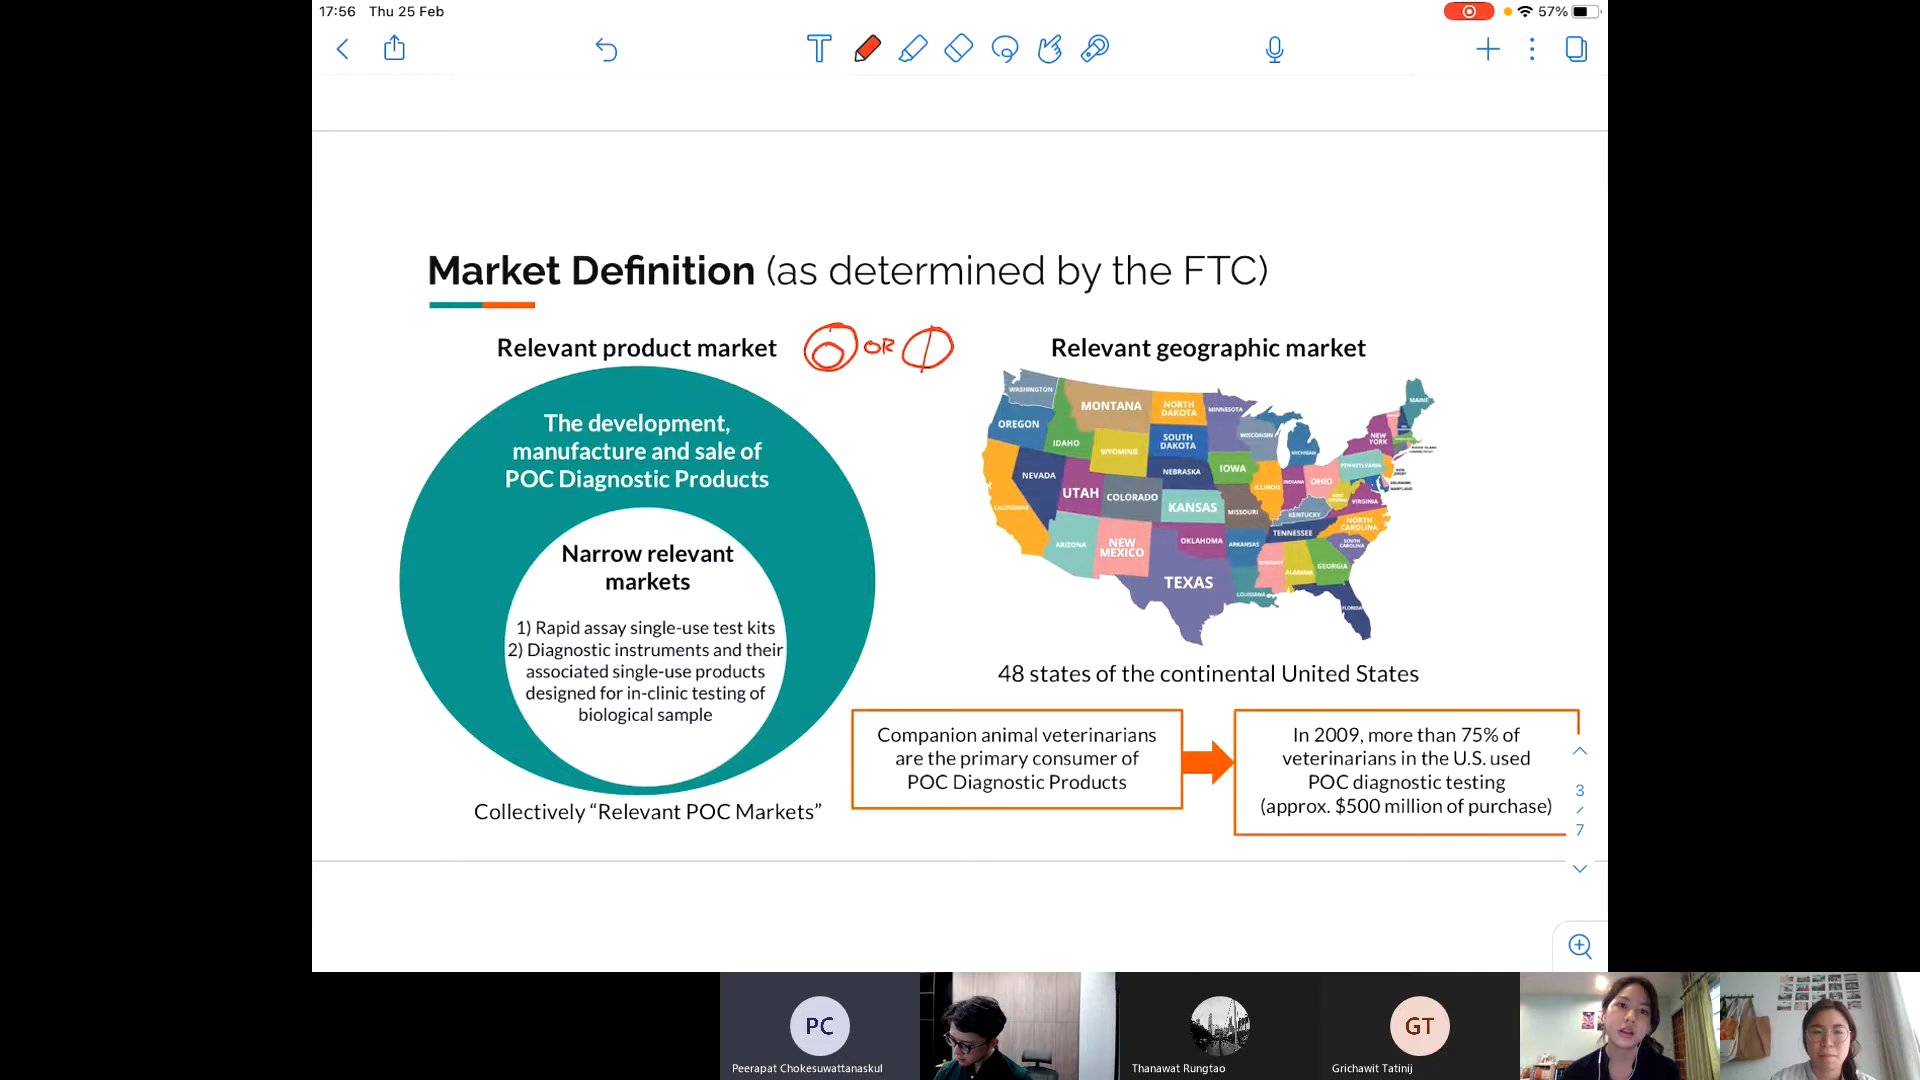 17:56 Thu 25 Feb
57%
Market Definition (as determined by the FTC)
Relevant product market
OR
Relevant geographic market
The development,
manufacture and sale of
POC Diagnostic Products
Narrow relevant
markets
1) Rapid assay single-use test kits
2) Diagnostic instruments and their
associated single-use products
designed for in-clinic testing of
biological sample
Collectively “Relevant POC Markets”
WASHINGTON
MONTANA
NORTH
DAKOTA
MINNESOTA
MAINE
OREGON
IDAHO
WYOMING
SOUTH
DAKOTA
WISCONSIN
MICHIGAN
NEW
YORK
NEVADA
UTAH
COLORADO
NEBRASKA
IOWA
ILLINOIS
INDIANA
OHIO
PENNSYLVANIA
CALIFORNIA
KANSAS
MISSOURI
KENTUCKY
VIRGINIA
ARIZONA
NEW
MEXICO
OKLAHOMA
ARKANSAS
TENNESSEE
NORTH
CAROLINA
SOUTH
CAROLINA
TEXAS
LOUISIANA
ALABAMA
GEORGIA
FLORIDA
48 states of the continental United States
Companion animal veterinarians
are the primary consumer of
POC Diagnostic Products
In 2009, more than 75% of
veterinarians in the U.S. used
POC diagnostic testing
(approx. $500 million of purchase)
3
/
7
PC
Peerapat Chokesuwattanaskul
Thanawat Rungtao
GT
Grichawit Tatinij